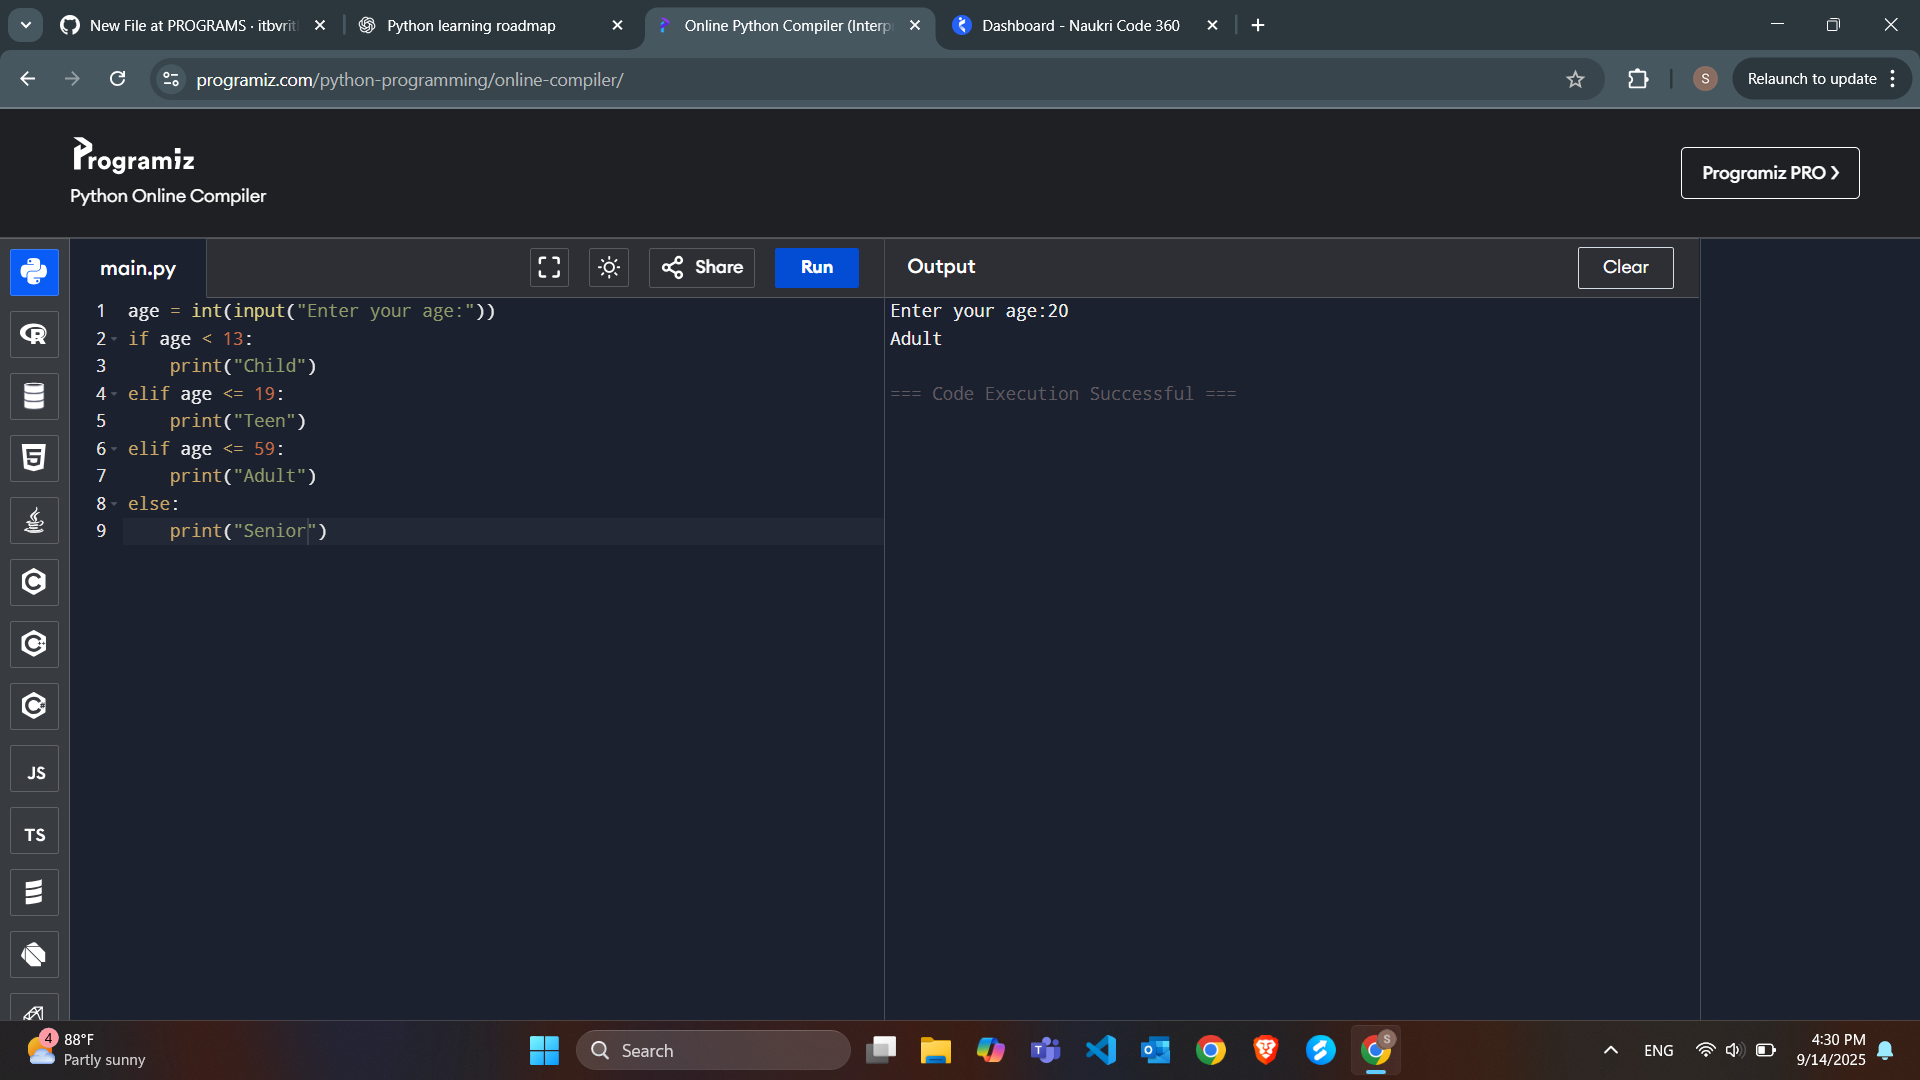 New File at PROGRAMS · itbvrit
Python learning roadmap
Online Python Compiler (Interp
Dashboard - Naukri Code 360
programiz.com/python-programming/online-compiler/
S
Relaunch to update
Programiz
Python Online Compiler
Programiz PRO ❯
main.py
Share
Run
Output
Clear
1 age = int(input("Enter your age:"))
2 if age < 13:
3     print("Child")
4 elif age <= 19:
5     print("Teen")
6 elif age <= 59:
7     print("Adult")
8 else:
9     print("Senior")
Enter your age:20
Adult
=== Code Execution Successful ===
R
5
C
C
C
JS
TS
4
88°F
Partly sunny
Search
S
ENG
4:30 PM
9/14/2025